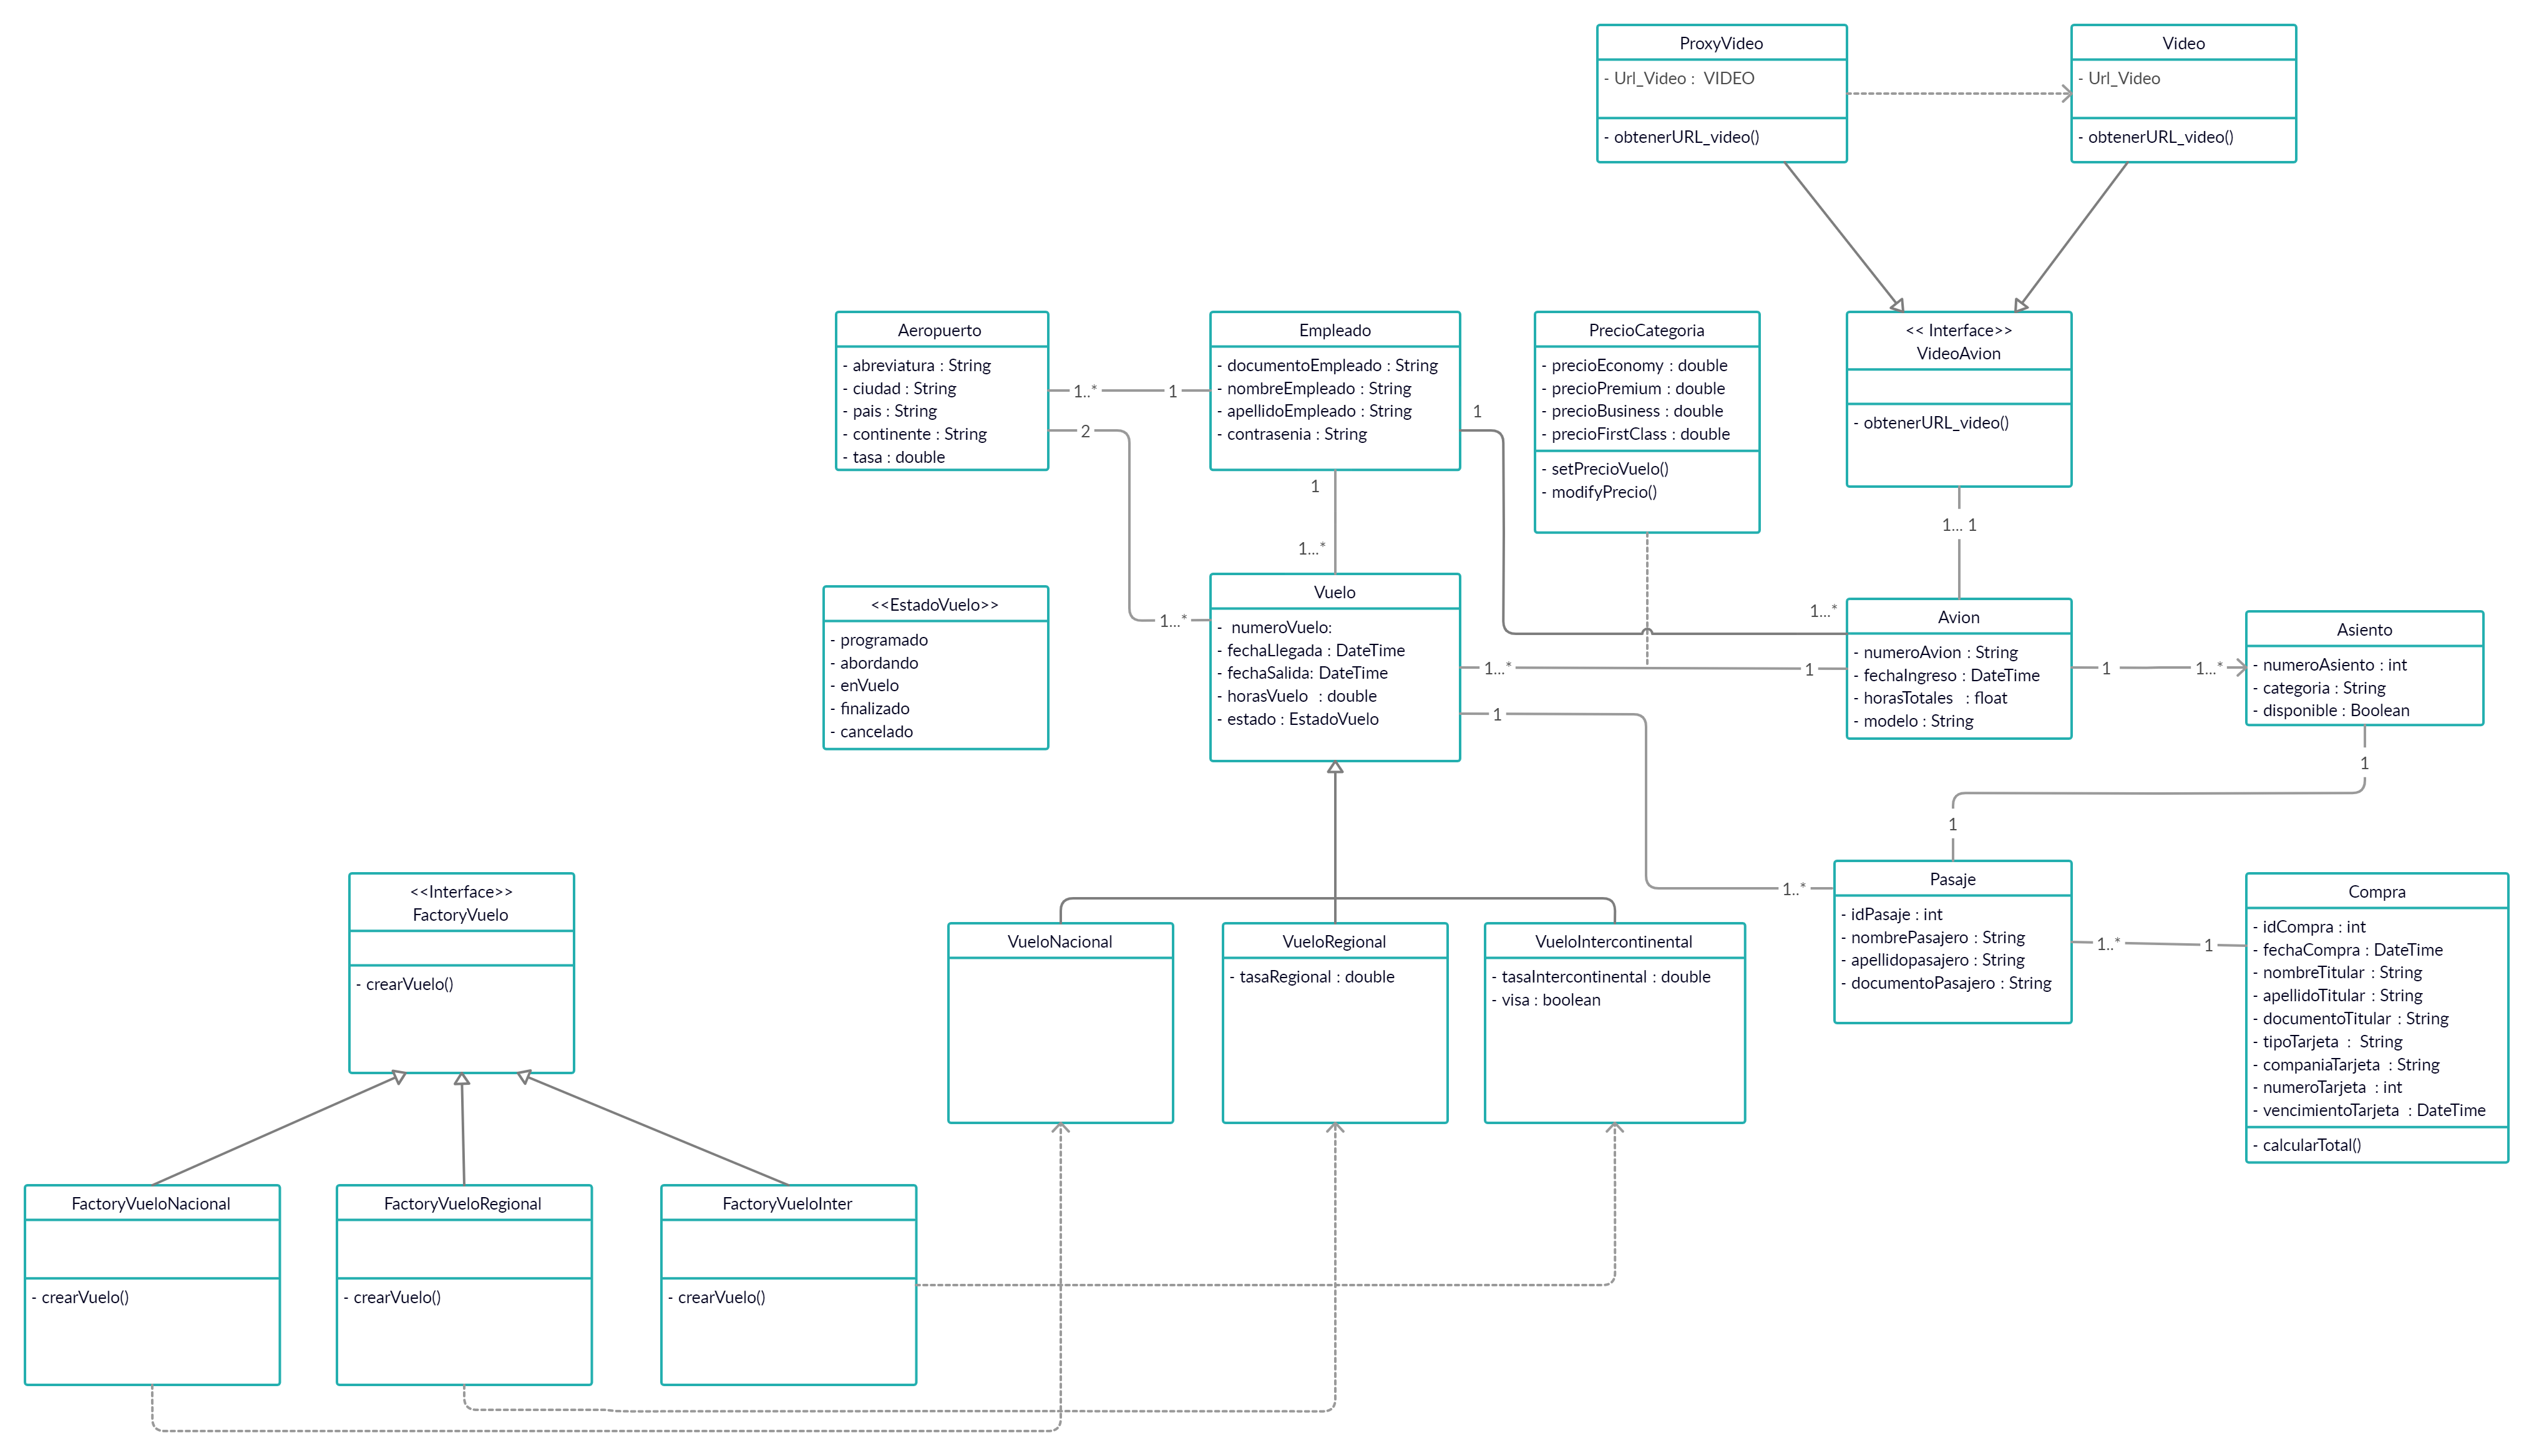 ProxyVideo
- Url_Video :  VIDEO
- obtenerURL_video()
Video
- Url_Video
- obtenerURL_video()
Aeropuerto
- abreviatura : String
- ciudad : String
- pais : String
- continente : String
- tasa : double
1..*
1
2
1...*
Empleado
- documentoEmpleado : String
- nombreEmpleado : String
- apellidoEmpleado : String
- contrasenia : String
1
1...*
1
1...*
PrecioCategoria
- precioEconomy : double
- precioPremium : double
- precioBusiness : double
- precioFirstClass : double
- setPrecioVuelo()
- modifyPrecio()
<< Interface>>
VideoAvion
- obtenerURL_video()
1... 1
<<EstadoVuelo>>
- programado
- abordando
- enVuelo
- finalizado
- cancelado
Vuelo
-  numeroVuelo:
- fechaLlegada : DateTime
- fechaSalida: DateTime
- horasVuelo  : double
- estado : EstadoVuelo
1...*
1
1
1..*
Avion
- numeroAvion : String
- fechaIngreso : DateTime
- horasTotales  : float
- modelo : String
1
1...*
Asiento
- numeroAsiento : int
- categoria : String
- disponible : Boolean
1
1
<<Interface>>
FactoryVuelo
- crearVuelo()
VueloNacional
VueloRegional
- tasaRegional : double
VueloIntercontinental
- tasaIntercontinental : double
- visa : boolean
Pasaje
- idPasaje : int
- nombrePasajero : String
- apellidopasajero : String
- documentoPasajero : String
1..*
1
Compra
- idCompra : int
- fechaCompra : DateTime
- nombreTitular : String
- apellidoTitular : String
- documentoTitular : String
- tipoTarjeta  :  String
- companiaTarjeta  : String
- numeroTarjeta  : int
- vencimientoTarjeta  : DateTime
- calcularTotal()
FactoryVueloNacional
- crearVuelo()
FactoryVueloRegional
- crearVuelo()
FactoryVueloInter
- crearVuelo()